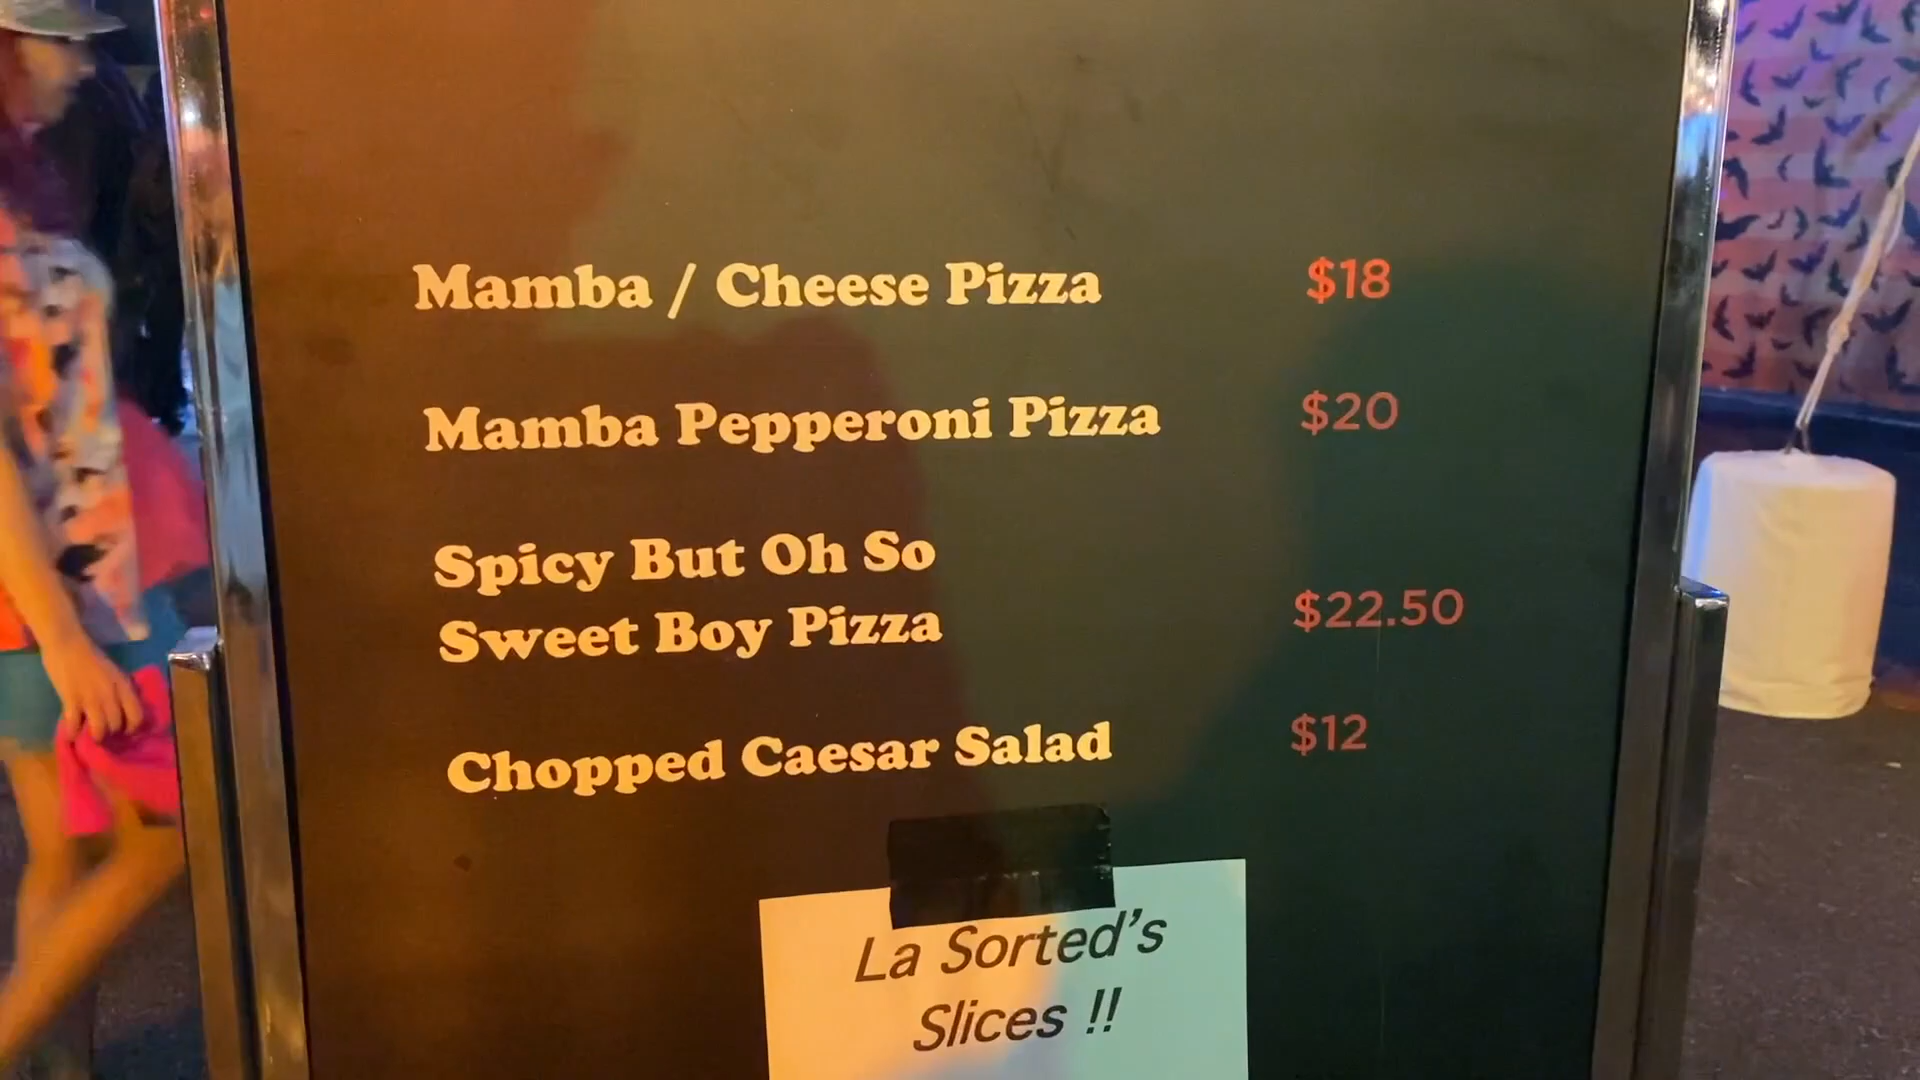 Mamba / Cheese Pizza $18
Mamba Pepperoni Pizza $20
Spicy But Oh So
Sweet Boy Pizza $22.50
Chopped Caesar Salad $12
La Sorted's
Slices !!